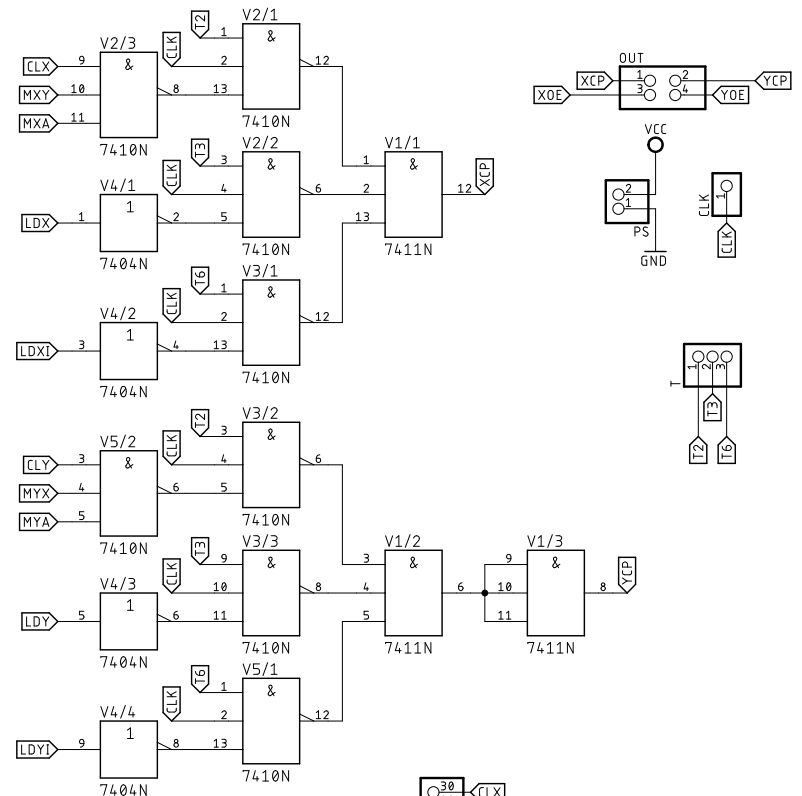 T2
V2/1
1
&
CLK
V2/3
2
12
CLX
9
&
MXY
10
8
13
MXA
11
7410N
7410N
T3
V2/2
V1/1
3
&
1
&
CLK
V4/1
4
6
2
12
XCP
LDX
1
1
2
5
13
7404N
7410N
7411N
T6
V3/1
1
&
CLK
V4/2
2
12
LDXI
3
1
4
13
7404N
7410N
T2
V3/2
3
&
CLK
V5/2
4
6
CLY
3
&
MYX
4
6
5
MYA
5
7410N
7410N
T3
V3/3
V1/2
V1/3
9
&
3
&
9
&
CLK
V4/3
10
8
4
6
10
8
YCP
LDY
5
1
6
11
5
11
7404N
7410N
7411N
7411N
T6
V5/1
1
&
CLK
V4/4
2
12
LDYI
9
1
8
13
7404N
7410N
OUT
XCP
1
2
YCP
XOE
3
4
YOE
VCC
2
1
PS
GND
CLK
1
CLK
T
1
2
3
T3
T2
T6
30
CLX